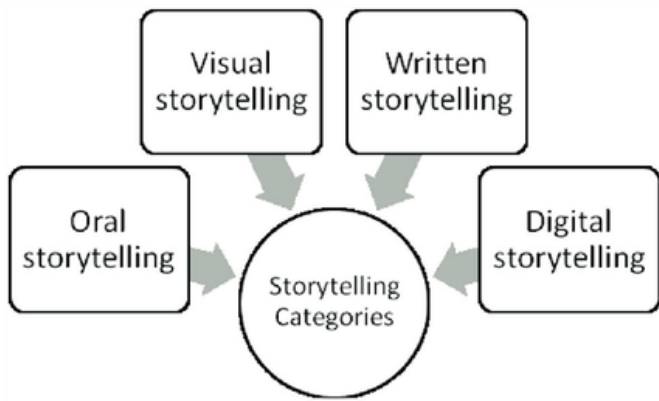 Visual
storytelling
Written
storytelling
Oral
storytelling
Digital
storytelling
Storytelling
Categories